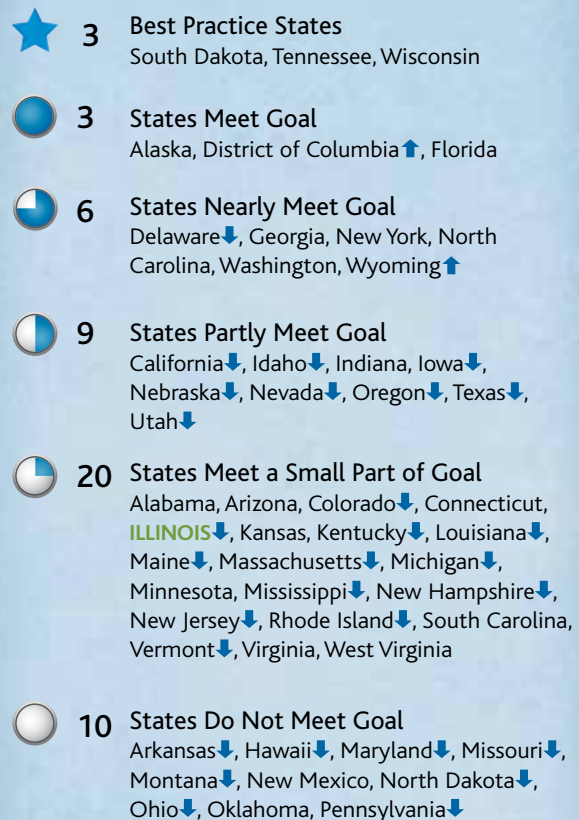 3 Best Practice States
South Dakota, Tennessee, Wisconsin
3 States Meet Goal
Alaska, District of Columbia⬆, Florida
6 States Nearly Meet Goal
Delaware⬇, Georgia, New York, North
Carolina, Washington, Wyoming⬆
9 States Partly Meet Goal
California⬇, Idaho⬇, Indiana, Iowa⬇,
Nebraska⬇, Nevada⬇, Oregon⬇, Texas⬇,
Utah⬇
20 States Meet a Small Part of Goal
Alabama, Arizona, Colorado⬇, Connecticut,
ILLINOIS⬇, Kansas, Kentucky⬇, Louisiana⬇,
Maine⬇, Massachusetts⬇, Michigan⬇,
Minnesota, Mississippi⬇, New Hampshire⬇,
New Jersey⬇, Rhode Island⬇, South Carolina,
Vermont⬇, Virginia, West Virginia
10 States Do Not Meet Goal
Arkansas⬇, Hawaii⬇, Maryland⬇, Missouri⬇,
Montana⬇, New Mexico, North Dakota⬇,
Ohio⬇, Oklahoma, Pennsylvania⬇